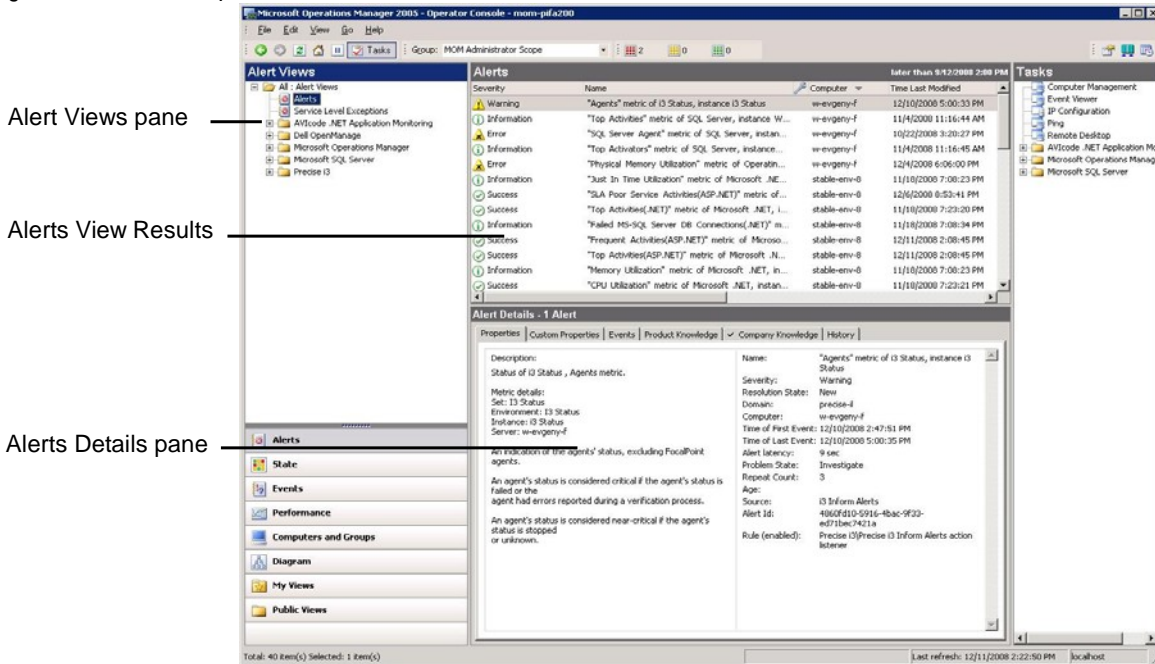 Microsoft Operations Manager 2005 - Operator Console - mom-pifa200
File Edit View Go Help
Tasks Group: MOM Administrator Scope 2 0 0
Alert Views
All : Alert Views
Alerts
Service Level Exceptions
AVIcode .NET Application Monitoring
Dell OpenManage
Microsoft Operations Manager
Microsoft SQL Server
Precise i3
Alert Views pane
Alerts View Results
Alerts Details pane
Alerts later than 9/12/2008 2:00 PM
Severity Name Computer Time Last Modified
Warning "Agents" metric of i3 Status, instance i3 Status w-evgeny-f 12/10/2008 5:00:33 PM
Information "Top Activities" metric of SQL Server, instance W... w-evgeny-f 11/4/2008 11:16:44 AM
Error "SQL Server Agent" metric of SQL Server, instan... w-evgeny-f 10/22/2008 3:20:27 PM
Information "Top Activators" metric of SQL Server, instance... w-evgeny-f 11/4/2008 11:16:45 AM
Error "Physical Memory Utilization" metric of Operatin... w-evgeny-f 12/4/2008 6:06:00 PM
Information "Just In Time Utilization" metric of Microsoft .NE... stable-env-8 11/18/2008 7:08:23 PM
Success "SLA Poor Service Activities(ASP.NET)" metric of... stable-env-8 12/6/2008 8:53:41 PM
Success "Top Activities(.NET)" metric of Microsoft .NET, i... stable-env-8 11/18/2008 7:23:20 PM
Information "Failed MS-SQL Server DB Connections(.NET)" m... stable-env-8 11/18/2008 7:08:34 PM
Success "Frequent Activities(ASP.NET)" metric of Microso... stable-env-8 12/11/2008 2:08:45 PM
Success "Top Activities(ASP.NET)" metric of Microsoft .N... stable-env-8 12/11/2008 2:08:45 PM
Information "Memory Utilization" metric of Microsoft .NET, in... stable-env-8 11/18/2008 7:08:23 PM
Success "CPU Utilization" metric of Microsoft .NET, instan... stable-env-8 11/18/2008 7:23:21 PM
Tasks
Computer Management
Event Viewer
IP Configuration
Ping
Remote Desktop
AVIcode .NET Application Mo
Microsoft Operations Manag
Microsoft SQL Server
Alert Details - 1 Alert
Properties Custom Properties Events Product Knowledge Company Knowledge History
Description:
Status of i3 Status , Agents metric.
Metric details:
Set: I3 Status
Environment: I3 Status
Instance: i3 Status
Server: w-evgeny-f
An indication of the agents' status, excluding FocalPoint
agents.
An agent's status is considered critical if the agent's status is
failed or the
agent had errors reported during a verification process.
An agent's status is considered near-critical if the agent's
status is stopped
or unknown.
Name: "Agents" metric of i3 Status, instance i3
Status
Severity: Warning
Resolution State: New
Domain: precise-il
Computer: w-evgeny-f
Time of First Event: 12/10/2008 2:47:51 PM
Time of Last Event: 12/10/2008 5:00:35 PM
Alert latency: 9 sec
Problem State: Investigate
Repeat Count: 3
Age:
Source: i3 Inform Alerts
Alert Id: 4860fd10-5916-4bac-9f33-
ed71bec7421a
Rule (enabled): Precise i3\Precise i3 Inform Alerts action
listener
Alerts
State
Events
Performance
Computers and Groups
Diagram
My Views
Public Views
Total: 40 item(s) Selected: 1 item(s) Last refresh: 12/11/2008 2:22:50 PM localhost